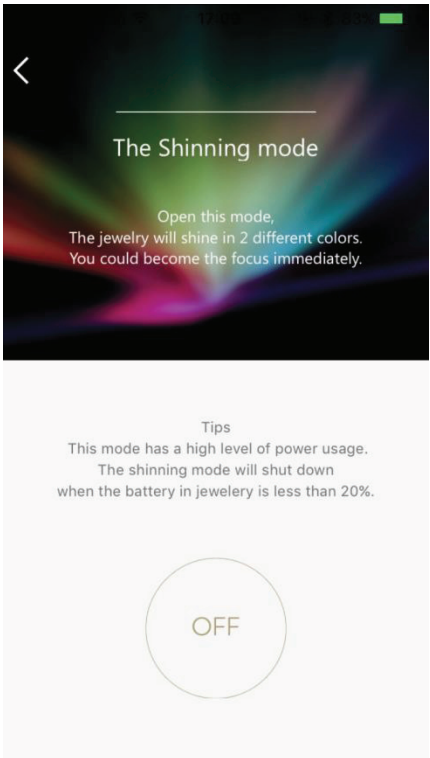 The Shinning mode
Open this mode,
The jewelry will shine in 2 different colors.
You could become the focus immediately.
Tips
This mode has a high level of power usage.
The shinning mode will shut down
when the battery in jewelery is less than 20%.
OFF